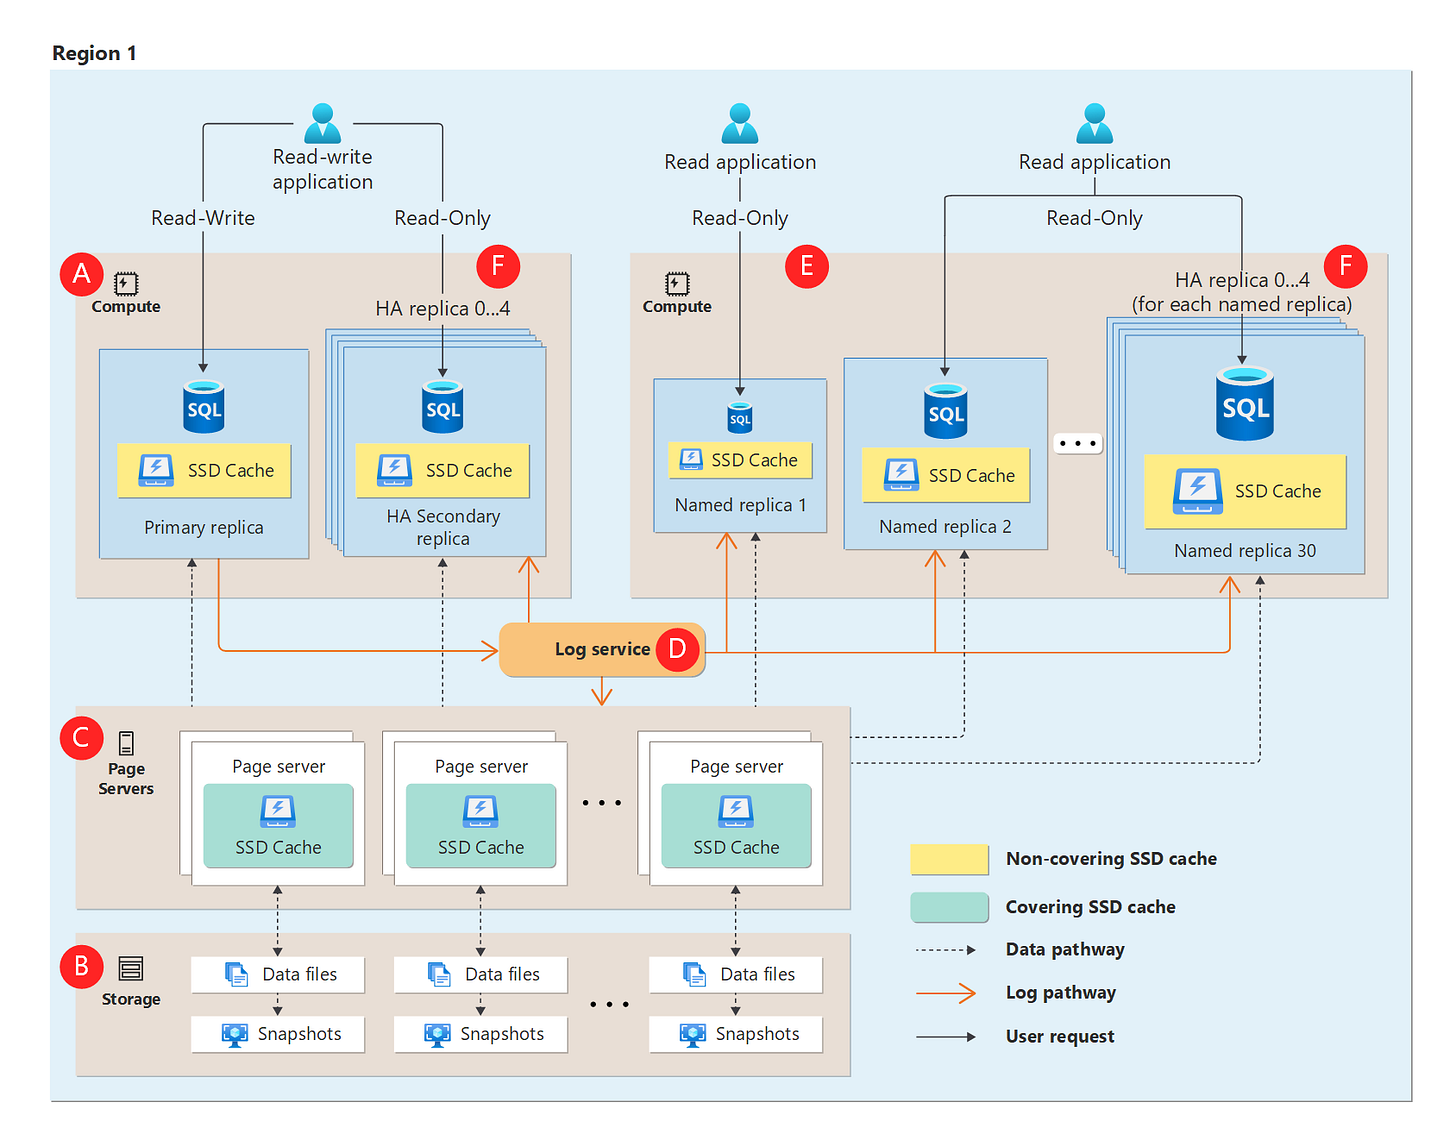 Region 1
Read-write
application
Read application
Read application
Read-Write
Read-Only
Read-Only
Read-Only
A
F
E
F
Compute
HA replica 0...4
Compute
HA replica 0...4
(for each named replica)
SQL
SSD Cache
Primary replica
SQL
SSD Cache
HA Secondary
replica
SQL
SSD Cache
Named replica 1
SQL
SSD Cache
Named replica 2
SQL
SSD Cache
Named replica 30
Log service
D
C
Page
Servers
Page server
SSD Cache
Page server
SSD Cache
Page server
SSD Cache
B
Storage
Data files
Data files
Data files
Snapshots
Snapshots
Snapshots
Non-covering SSD cache
Covering SSD cache
Data pathway
Log pathway
User request